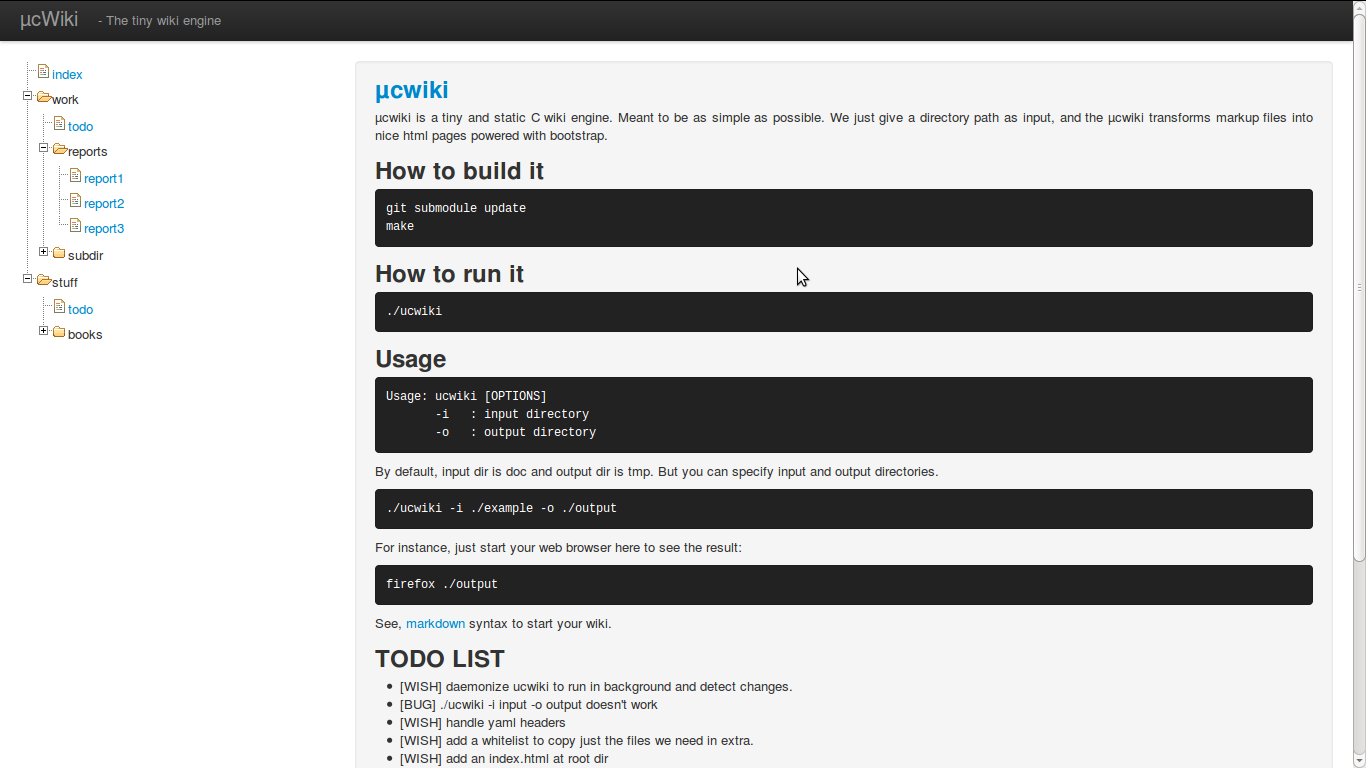 µcWiki - The tiny wiki engine
index
work
todo
reports
report1
report2
report3
subdir
stuff
todo
books
µcwiki
µcwiki is a tiny and static C wiki engine. Meant to be as simple as possible. We just give a directory path as input, and the µcwiki transforms markup files into
nice html pages powered with bootstrap.
How to build it
git submodule update
make
How to run it
./ucwiki
Usage
Usage: ucwiki [OPTIONS]
-i : input directory
-o : output directory
By default, input dir is doc and output dir is tmp. But you can specify input and output directories.
./ucwiki -i ./example -o ./output
For instance, just start your web browser here to see the result:
firefox ./output
See, markdown syntax to start your wiki.
TODO LIST
• [WISH] daemonize ucwiki to run in background and detect changes.
• [BUG] ./ucwiki -i input -o output doesn't work
• [WISH] handle yaml headers
• [WISH] add a whitelist to copy just the files we need in extra.
• [WISH] add an index.html at root dir